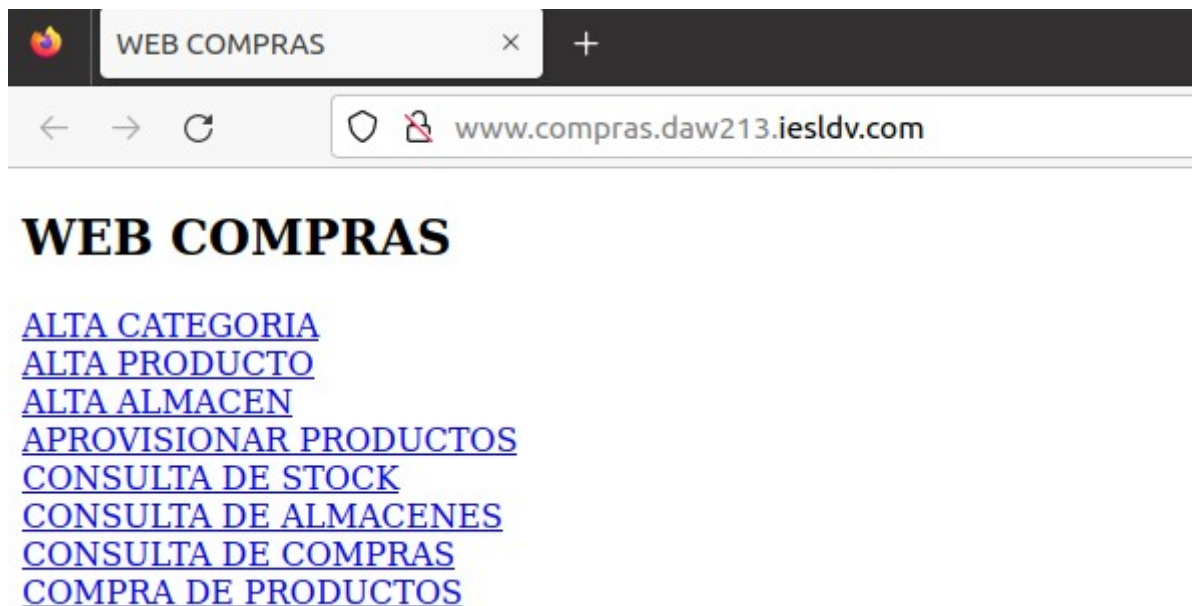 WEB COMPRAS
www.compras.daw213.iesldv.com
WEB COMPRAS
ALTA CATEGORIA
ALTA PRODUCTO
ALTA ALMACEN
APROVISIONAR PRODUCTOS
CONSULTA DE STOCK
CONSULTA DE ALMACENES
CONSULTA DE COMPRAS
COMPRA DE PRODUCTOS